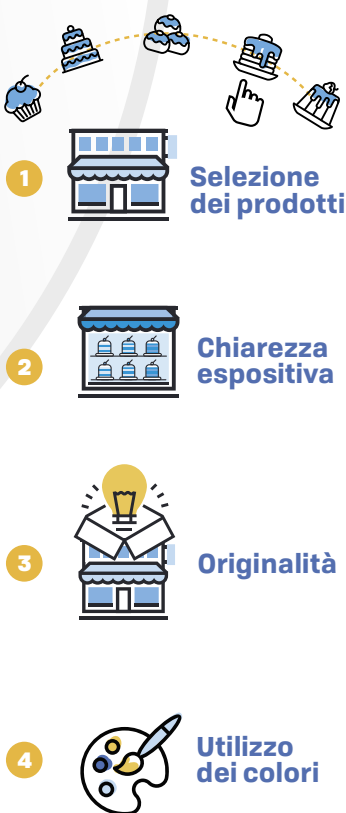 1
Selezione
dei prodotti
2
Chiarezza
espositiva
3
Originalità
4
Utilizzo
dei colori